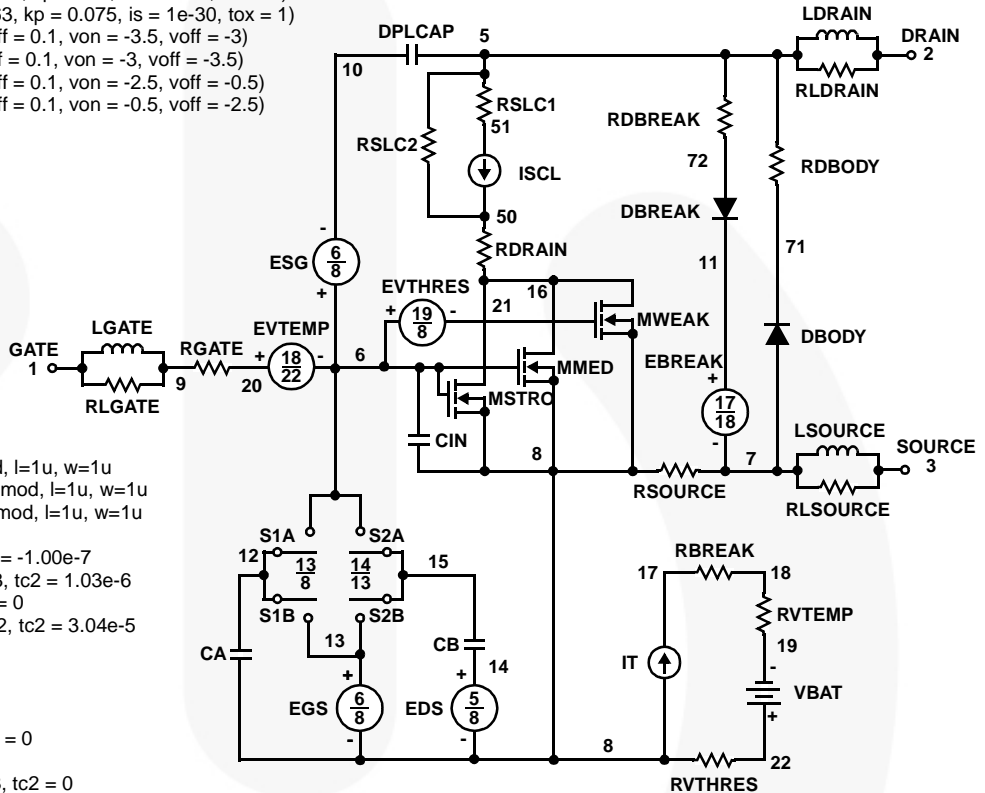 63, kp = 0.075, is = 1e-30, tox = 1)
ff = 0.1, von = -3.5, voff = -3)
f = 0.1, von = -3, voff = -3.5)
ff = 0.1, von = -2.5, voff = -0.5)
ff = 0.1, von = -0.5, voff = -2.5)
LDRAIN
DPLCAP 5 DRAIN
10 2
RLDRAIN
RSLC1
51
RDBREAK
RSLC2
72
RDBODY
ISCL
DBREAK
50
RDRAIN
71
ESG 6/8
11
EVTHRES
16
+ 19/8 -
21
MWEAK
LGATE
EVTEMP
DBODY
GATE
RGATE
+ 18/22 -
6
EBREAK
MMED
1
9
20
MSTRO
17/18
RLGATE
CIN
LSOURCE
8
7
SOURCE
3
RSOURCE
RLSOURCE
d, l=1u, w=1u
mod, l=1u, w=1u
mod, l=1u, w=1u
= -1.00e-7
3, tc2 = 1.03e-6
= 0
2, tc2 = 3.04e-5
= 0
, tc2 = 0
S1A S2A
12 13/8 14/13 15
S1B S2B
13
CA
CB
14
+ +
EGS 6/8 EDS 5/8
- -
RBREAK
17 18
RVTEMP
19
-
IT
VBAT
+
8
22
RVTHRES